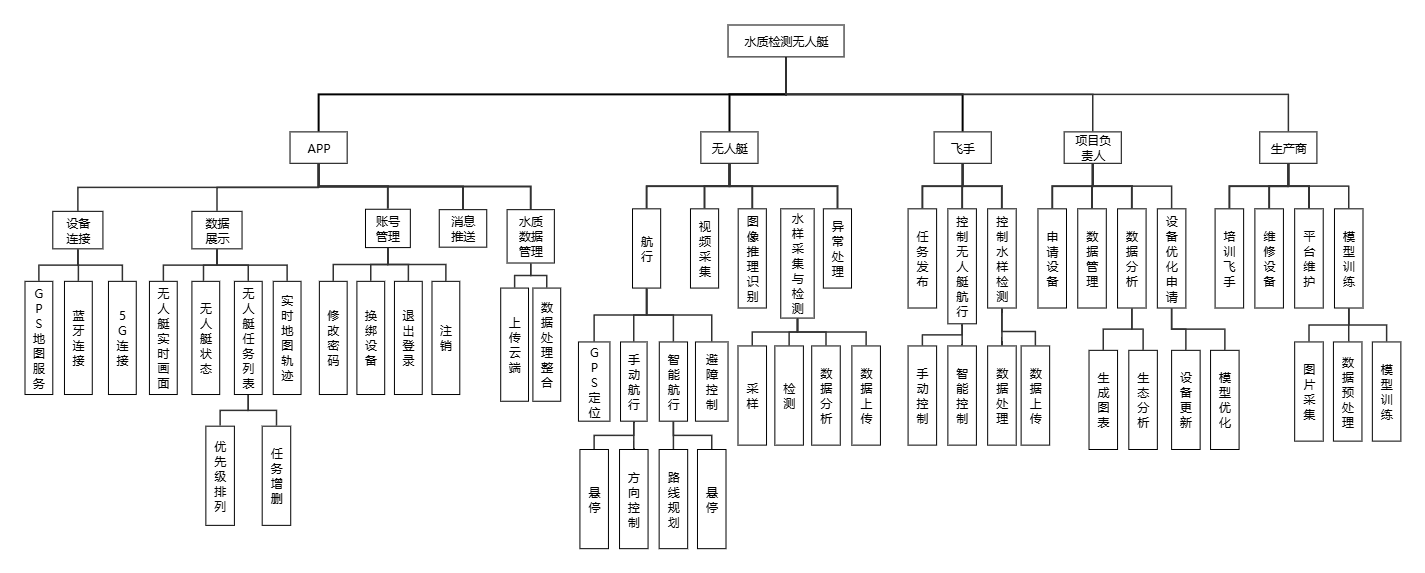 水质检测无人艇
APP
无人艇
飞手
项目负
责人
生产商
设备
连接
数据
展示
账号
管理
消息
推送
水质
数据
管理
航行
视频采集
图像推理识别
水样采集与检测
异常处理
任务发布
控制无人艇航行
控制水样检测
申请设备
数据管理
数据分析
设备优化申请
培训飞手
维修设备
平台维护
模型训练
GPS地图服务
蓝牙连接
5G连接
无人艇实时画面
无人艇状态
无人艇任务列表
实时地图轨迹
修改密码
换绑设备
退出登录
注销
上传云端
数据处理整合
GPS定位
手动航行
智能航行
避障控制
采样
检测
数据分析
数据上传
手动控制
智能控制
数据处理
数据上传
生成图表
生态分析
设备更新
模型优化
图片采集
数据预处理
模型训练
优先级排列
任务增删
悬停
方向控制
路线规划
悬停